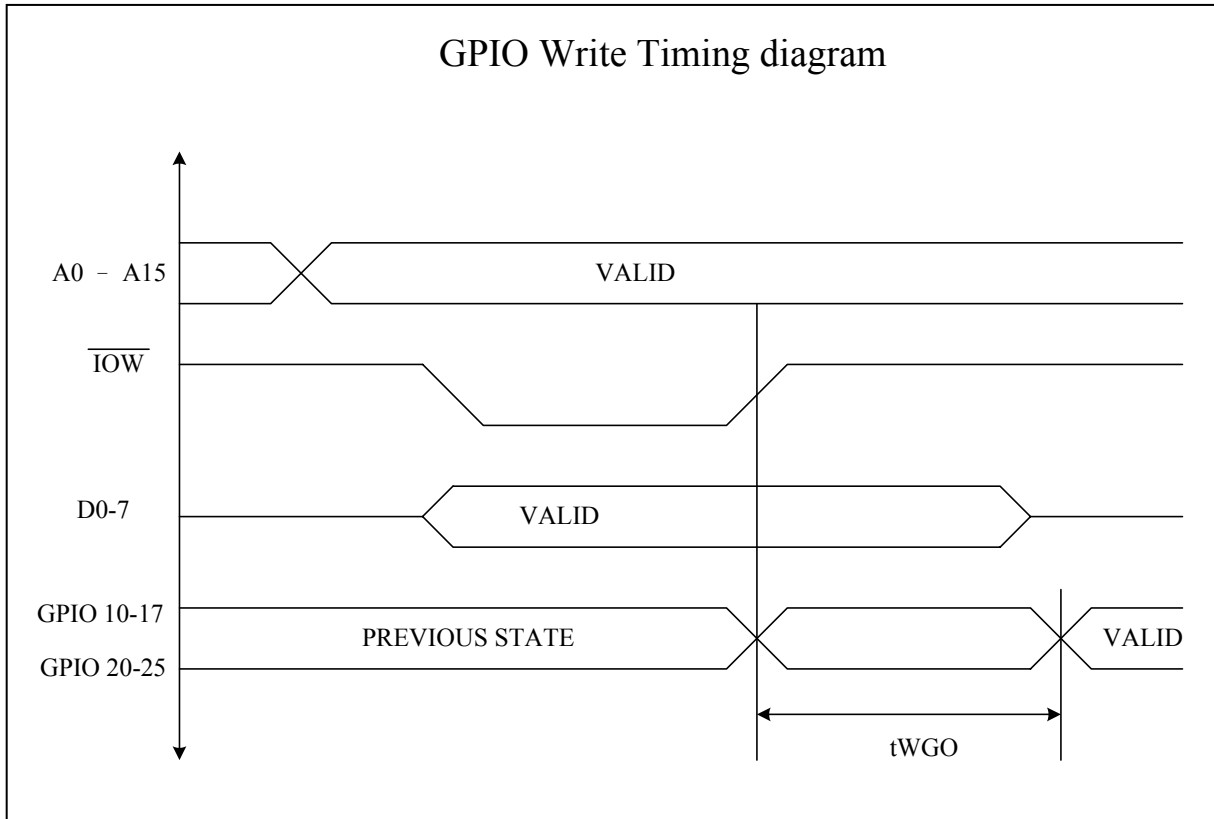 GPIO Write Timing diagram
A0 – A15
VALID
IOW
D0-7
VALID
GPIO 10-17
PREVIOUS STATE
VALID
GPIO 20-25
tWGO